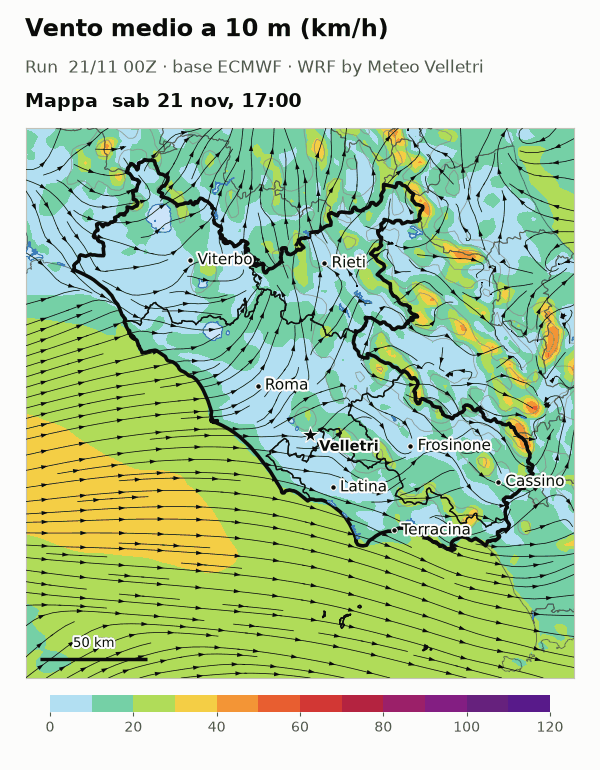 Vento medio a 10 m (km/h)
Run 21/11 00Z · base ECMWF · WRF by Meteo Velletri
Mappa sab 21 nov, 17:00
Viterbo
Rieti
Roma
Velletri
Frosinone
Cassino
Latina
Terracina
50 km
0 20 40 60 80 100 120